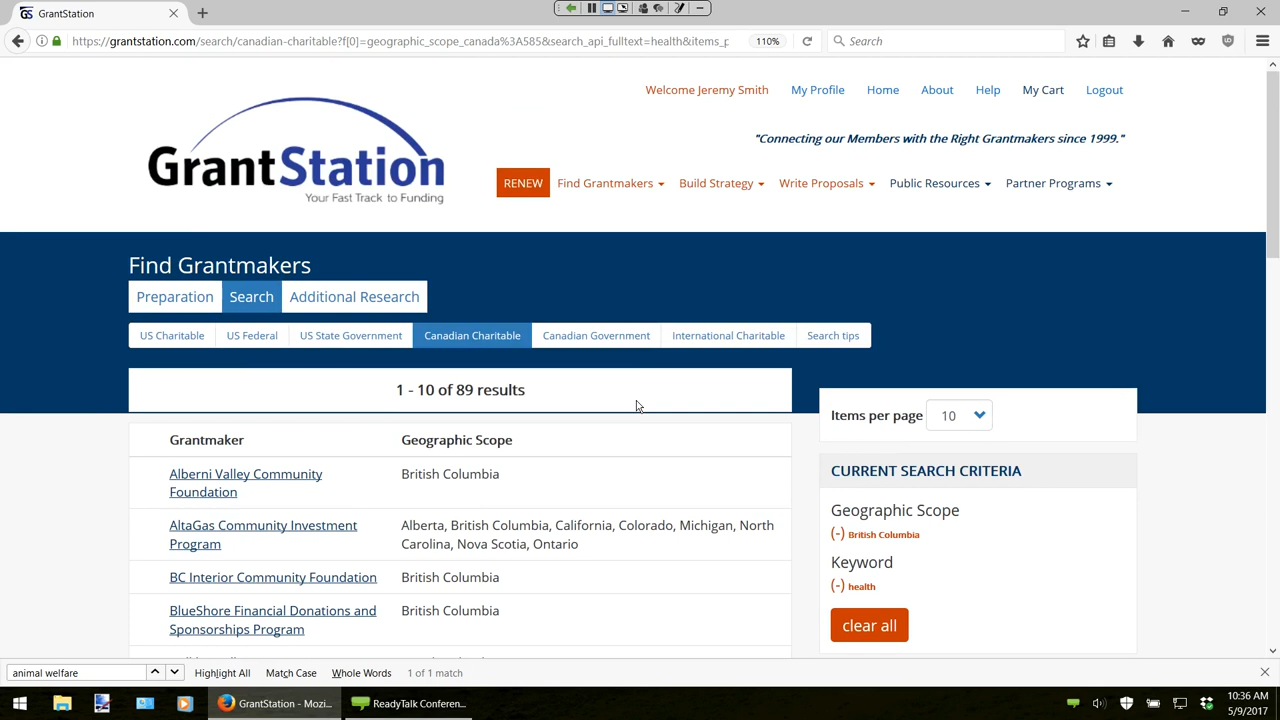 GrantStation
https://grantstation.com/search/canadian-charitable?f[0]=geographic_scope_canada%3A585&search_api_fulltext=health&items_p
110%
Search
Welcome Jeremy Smith
My Profile
Home
About
Help
My Cart
Logout
"Connecting our Members with the Right Grantmakers since 1999."
GrantStation
Your Fast Track to Funding
RENEW
Find Grantmakers
Build Strategy
Write Proposals
Public Resources
Partner Programs
Find Grantmakers
Preparation
Search
Additional Research
US Charitable
US Federal
US State Government
Canadian Charitable
Canadian Government
International Charitable
Search tips
1 - 10 of 89 results
Items per page
10
Grantmaker
Geographic Scope
Alberni Valley Community
Foundation
British Columbia
AltaGas Community Investment
Program
Alberta, British Columbia, California, Colorado, Michigan, North
Carolina, Nova Scotia, Ontario
BC Interior Community Foundation
British Columbia
BlueShore Financial Donations and
Sponsorships Program
British Columbia
CURRENT SEARCH CRITERIA
Geographic Scope
(-) British Columbia
Keyword
(-) health
clear all
animal welfare
Highlight All
Match Case
Whole Words
1 of 1 match
GrantStation - Mozi...
ReadyTalk Conferen...
10:36 AM
5/9/2017